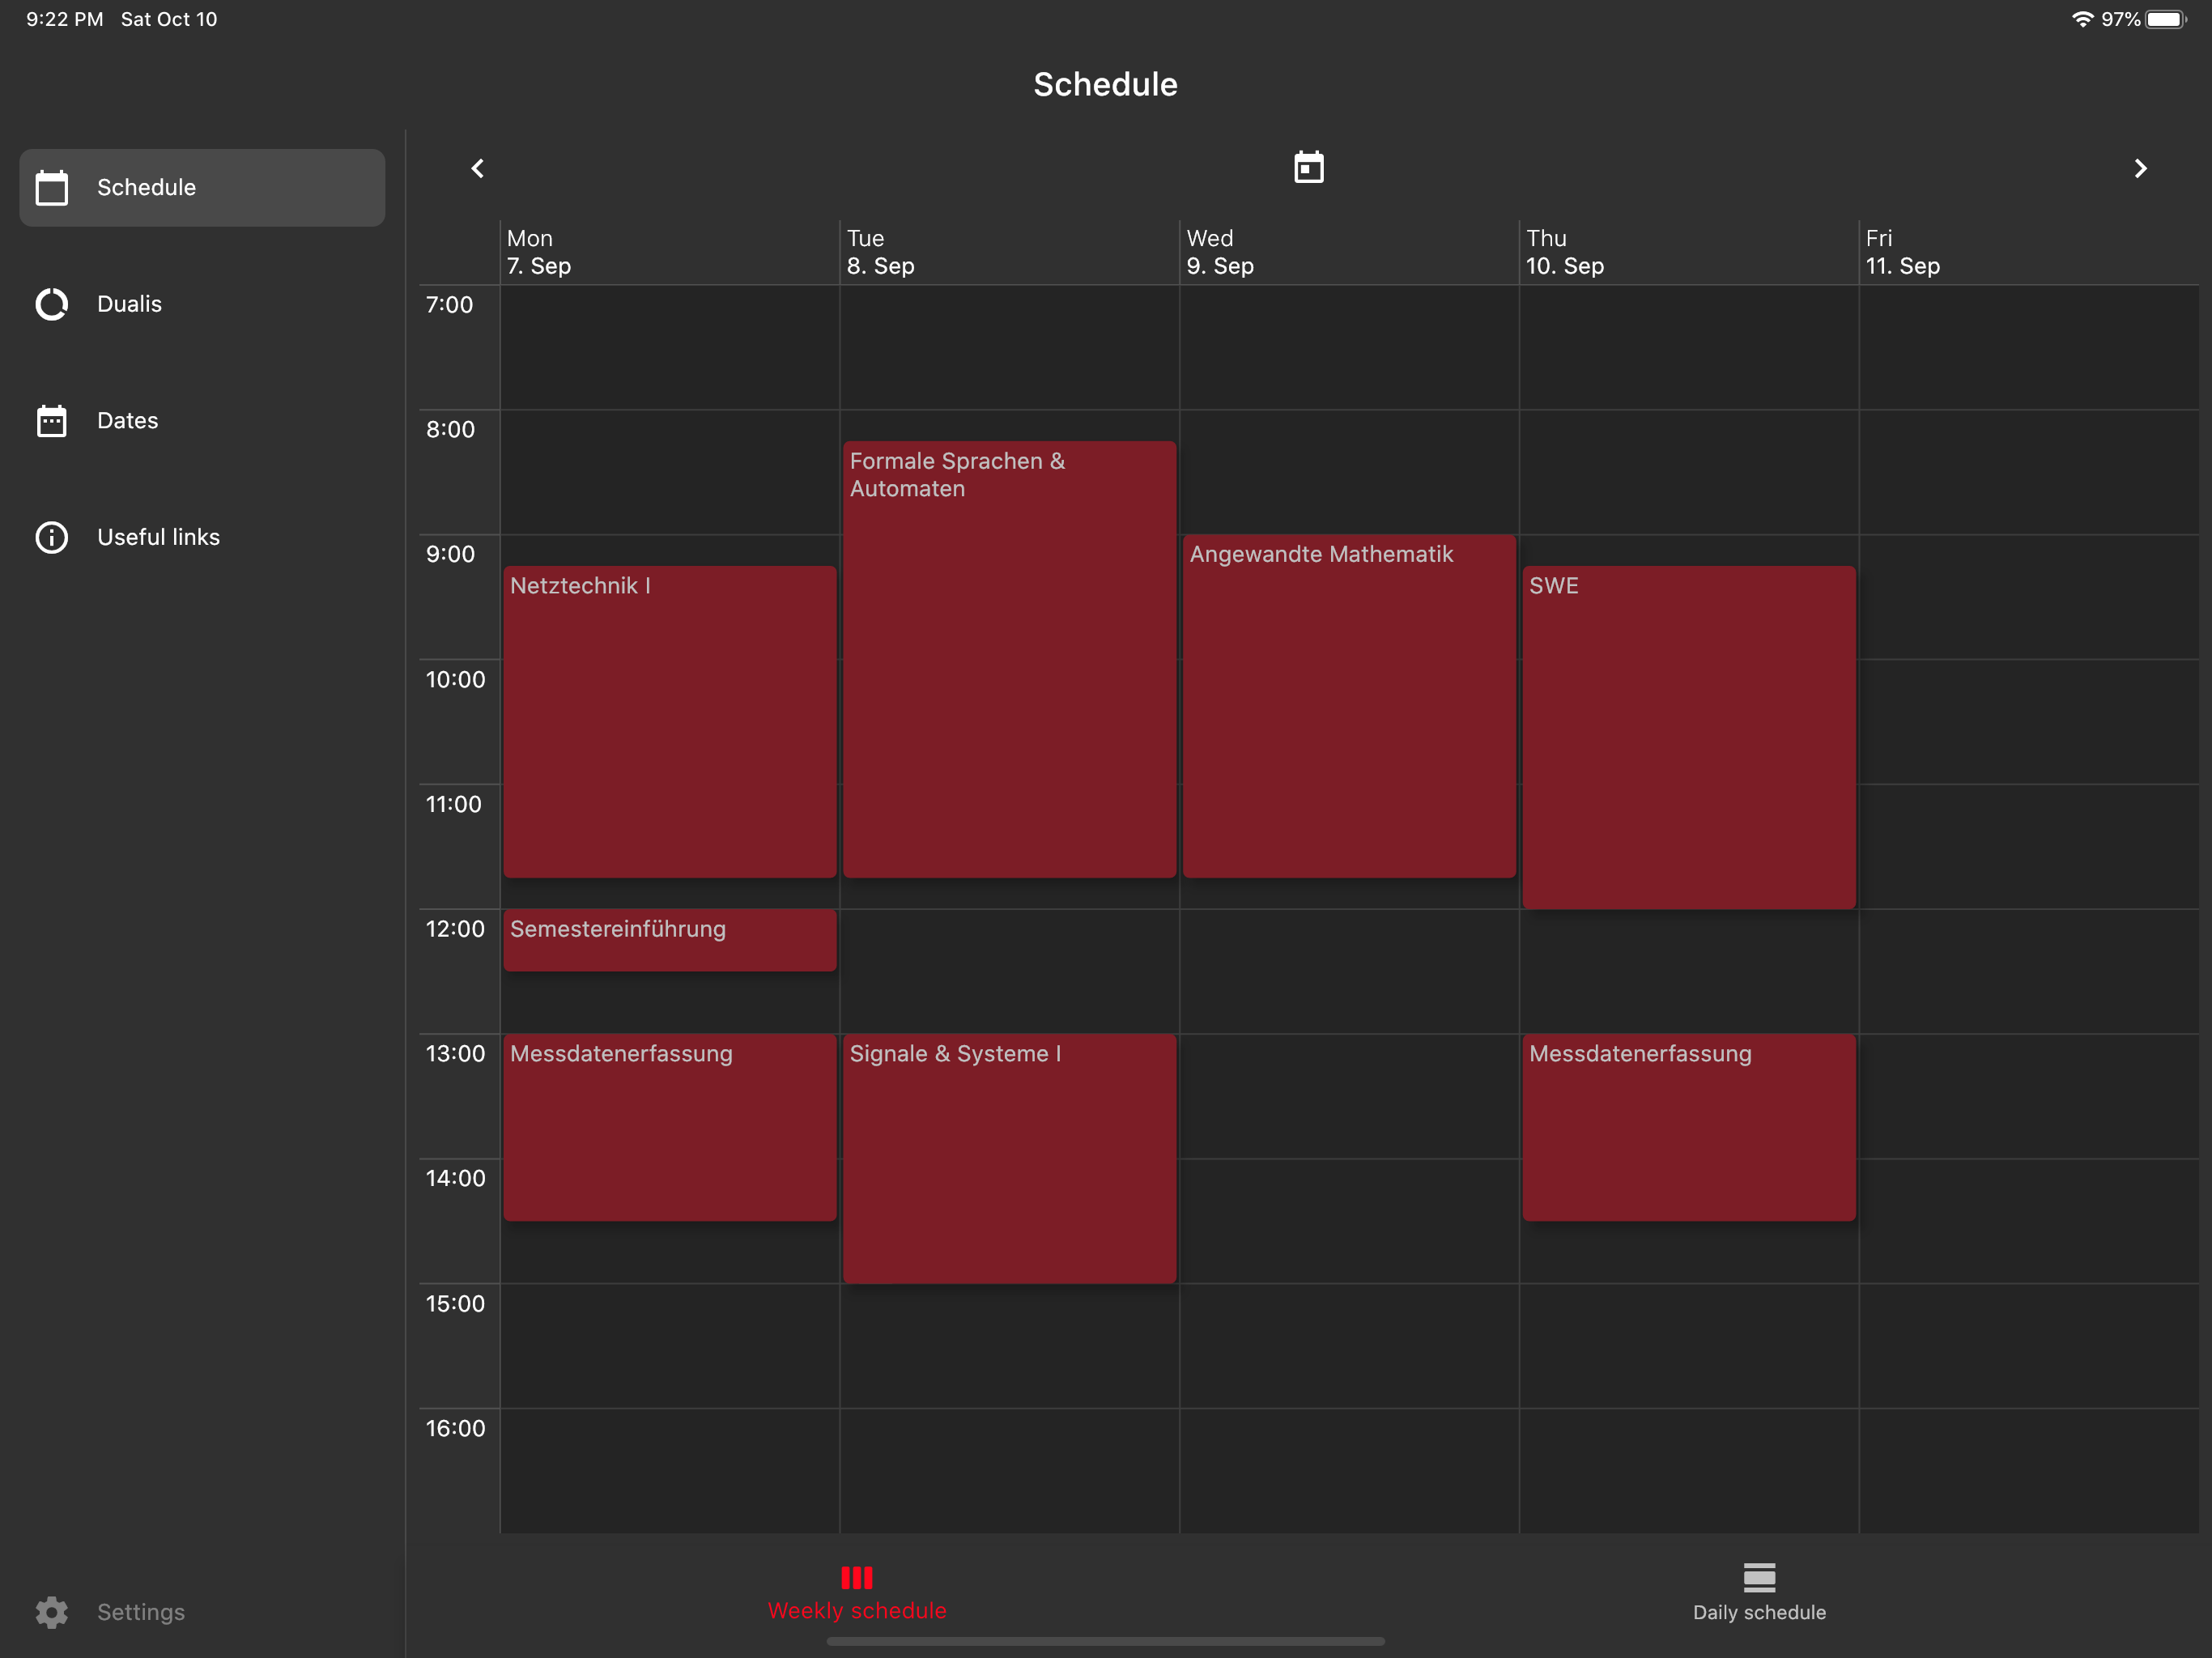 9:22 PM Sat Oct 10
97%
Schedule
Schedule
Dualis
Dates
Useful links
Settings
Mon
7. Sep
Tue
8. Sep
Wed
9. Sep
Thu
10. Sep
Fri
11. Sep
7:00
8:00
9:00
10:00
11:00
12:00
13:00
14:00
15:00
16:00
Netztechnik I
Semestereinführung
Messdatenerfassung
Formale Sprachen &
Automaten
Signale & Systeme I
Angewandte Mathematik
SWE
Messdatenerfassung
Weekly schedule
Daily schedule